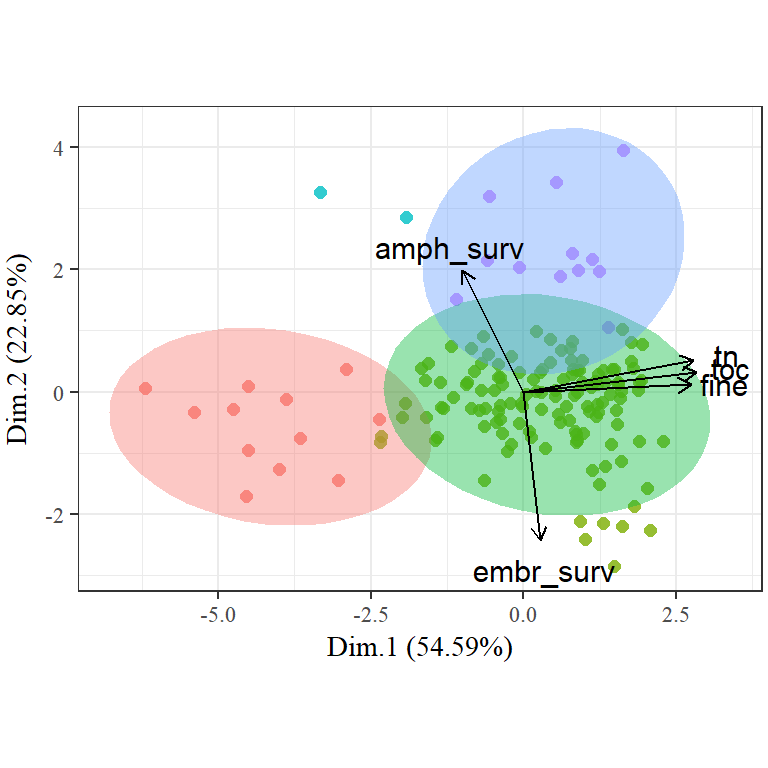 4
2
0
-2
Dim.2 (22.85%)
amph_surv
tn
toc
fine
embr_surv
-5.0 -2.5 0.0 2.5
Dim.1 (54.59%)